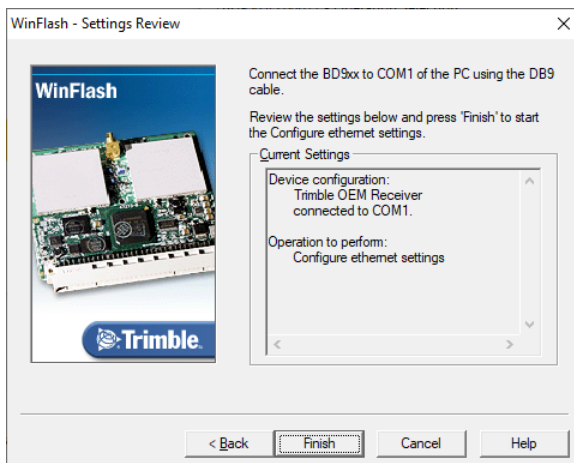 WinFlash - Settings Review
WinFlash
Trimble.
Connect the BD9xx to COM1 of the PC using the DB9
cable.
Review the settings below and press 'Finish' to start
the Configure ethernet settings.
Current Settings
Device configuration:
Trimble OEM Receiver
connected to COM1.
Operation to perform:
Configure ethernet settings
< Back
Finish
Cancel
Help